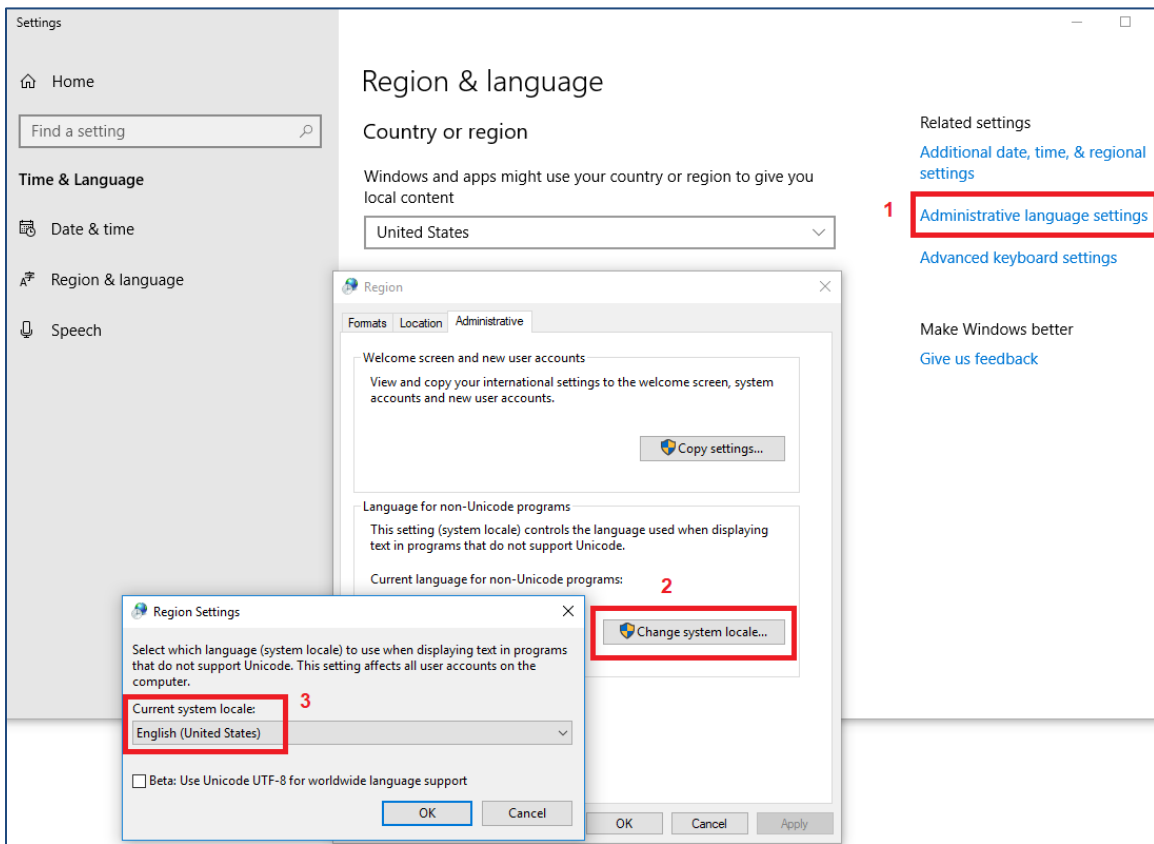 Settings
Home
Find a setting
Time & Language
Date & time
Region & language
Speech
Region & language
Country or region
Windows and apps might use your country or region to give you
local content
United States
Related settings
Additional date, time, & regional
settings
1
Administrative language settings
Advanced keyboard settings
Make Windows better
Give us feedback
Region
Formats
Location
Administrative
Welcome screen and new user accounts
View and copy your international settings to the welcome screen, system
accounts and new user accounts.
Copy settings...
Language for non-Unicode programs
This setting (system locale) controls the language used when displaying
text in programs that do not support Unicode.
Current language for non-Unicode programs:
2
Change system locale...
OK
Cancel
Apply
Region Settings
Select which language (system locale) to use when displaying text in programs
that do not support Unicode. This setting affects all user accounts on the
computer.
Current system locale:
3
English (United States)
Beta: Use Unicode UTF-8 for worldwide language support
OK
Cancel